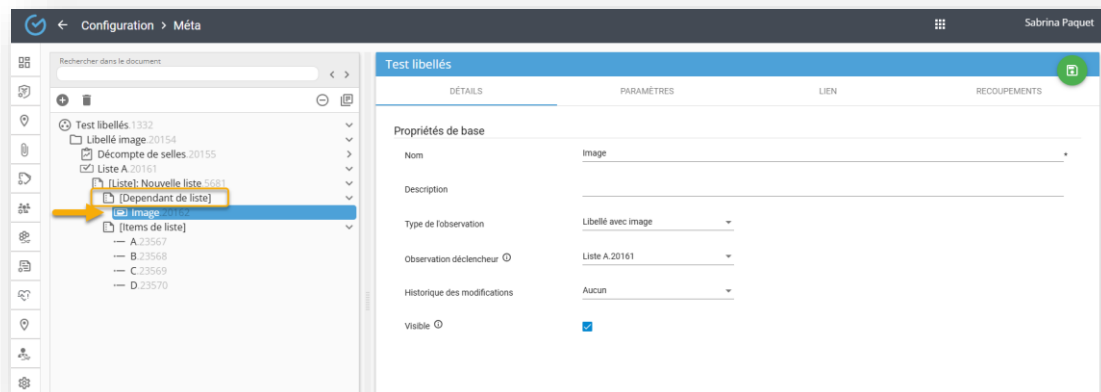 Configuration > Méta
Sabrina Paquet
Rechercher dans le document
Test libellés.1332
Libellé image.20154
Décompte de selles.20155
Liste A.20161
[Liste]: Nouvelle liste.5681
[Dependant de liste]
Image.20162
[Items de liste]
A.23567
B.23568
C.23569
D.23570
Test libellés
DÉTAILS PARAMÈTRES LIEN RECOUPEMENTS
Propriétés de base
Nom Image *
Description
Type de l'observation Libellé avec image
Observation déclencheur Liste A.20161
Historique des modifications Aucun
Visible